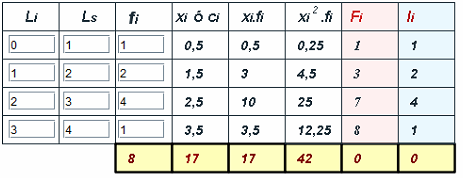 Li Ls fi xi ó ci xi.fi xi².fi Fi Ii
0 1 1 0,5 0,5 0,25 1 1
1 2 2 1,5 3 4,5 3 2
2 3 4 2,5 10 25 7 4
3 4 1 3,5 3,5 12,25 8 1
8 17 17 42 0 0